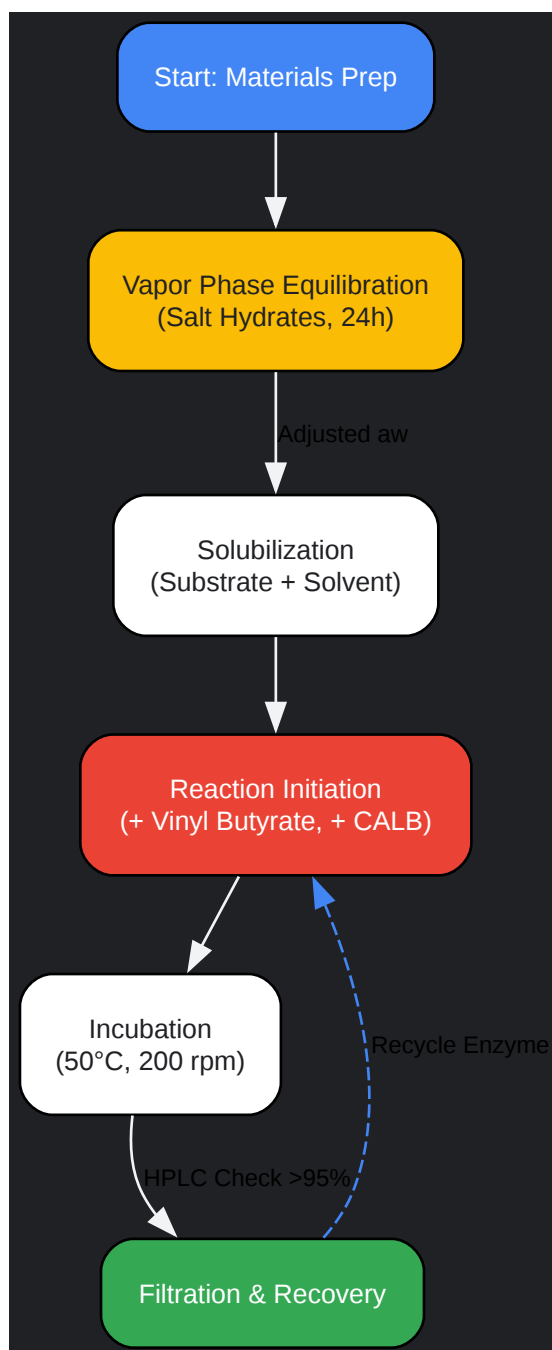 Start: Materials Prep
Vapor Phase Equilibration
(Salt Hydrates, 24h)
Adjusted aw
Solubilization
(Substrate + Solvent)
Reaction Initiation
(+ Vinyl Butyrate, + CALB)
Incubation
(50°C, 200 rpm)
Recycle Enzyme
HPLC Check >95%
Filtration & Recovery